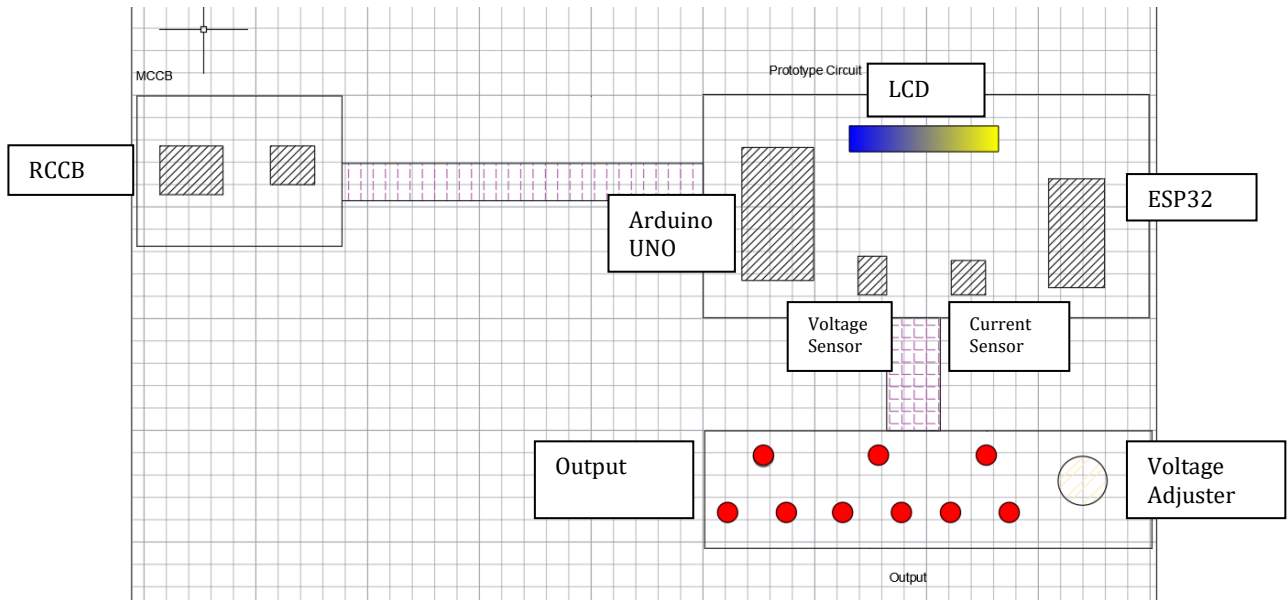 MCCB
Prototype Circuit
LCD
RCCB
ESP32
Arduino
UNO
Voltage
Sensor
Current
Sensor
Output
Voltage
Adjuster
Output